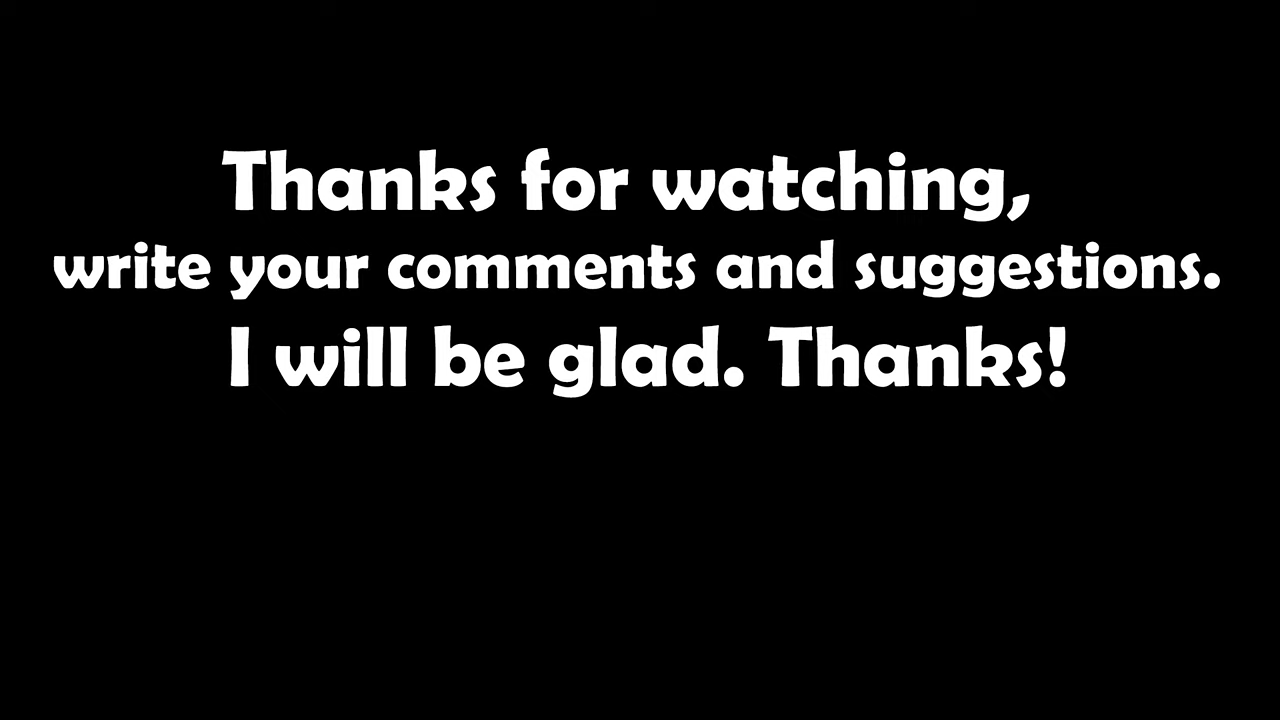 Thanks for watching,
write your comments and suggestions.
I will be glad. Thanks!